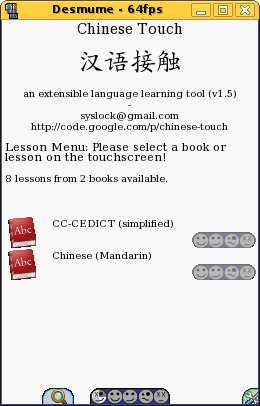 Desmume - 64fps
Chinese Touch
汉语接触
an extensible language learning tool (v1.5)
-
syslock@gmail.com
http://code.google.com/p/chinese-touch
Lesson Menu: Please select a book or
lesson on the touchscreen!
8 lessons from 2 books available.
Abc
CC-CEDICT (simplified)
Abc
Chinese (Mandarin)